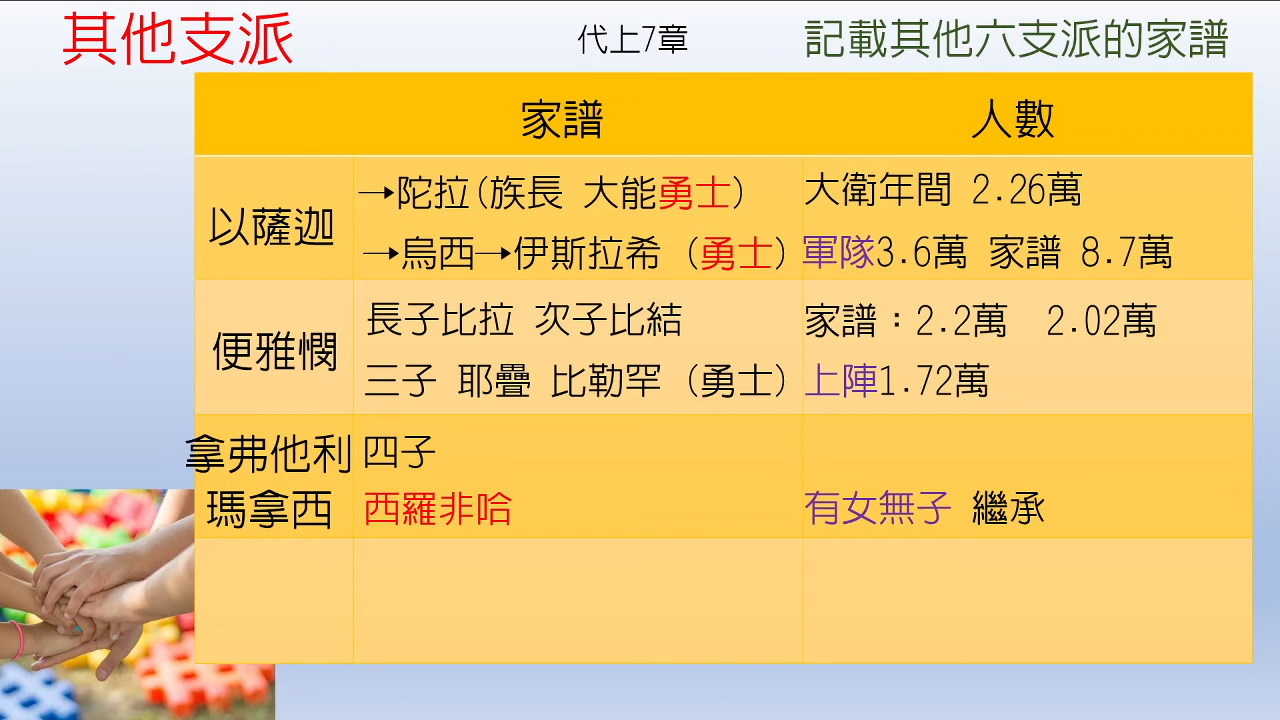 其他支派 代上7章 記載其他六支派的家譜
家譜 人數
以薩迦 →陀拉(族長 大能勇士) 大衛年間 2.26萬
→烏西→伊斯拉希 (勇士) 軍隊3.6萬 家譜 8.7萬
便雅憫 長子比拉 次子比結 家譜：2.2萬 2.02萬
三子 耶疊 比勒罕 (勇士) 上陣1.72萬
拿弗他利 四子
瑪拿西 西羅非哈 有女無子 繼承